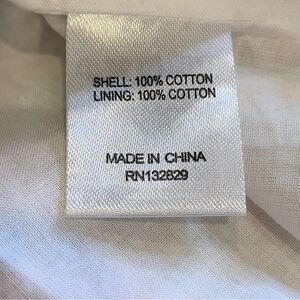 SHELL: 100% COTTON
LINING: 100% COTTON
MADE IN CHINA
RN132829